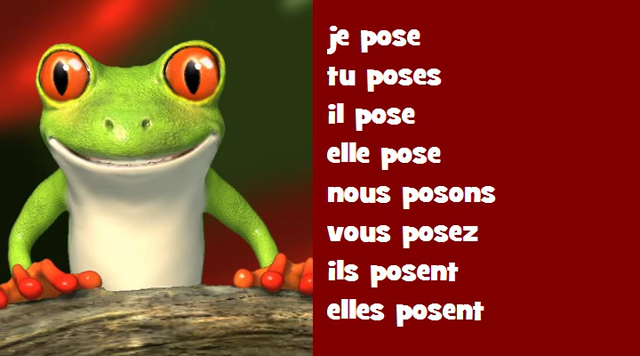 je pose
tu poses
il pose
elle pose
nous posons
vous posez
ils posent
elles posent